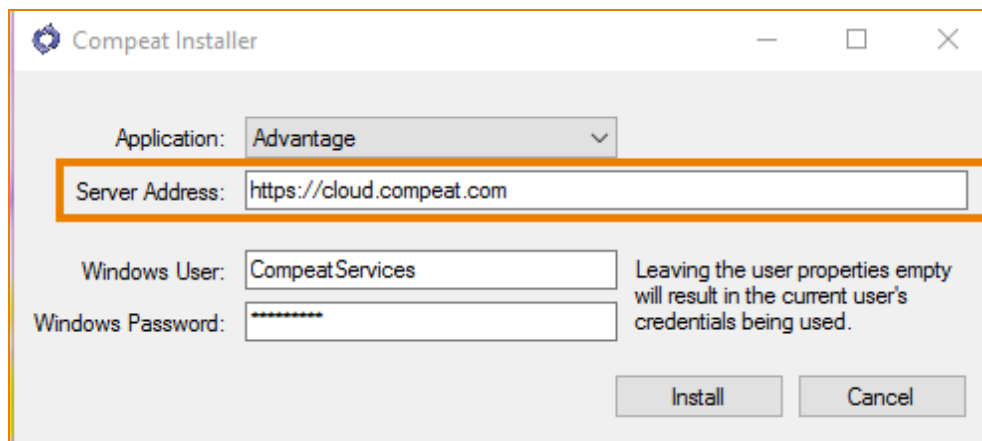 Compeat Installer
Application: Advantage
Server Address: https://cloud.compeat.com
Windows User: CompeatServices
Leaving the user properties empty
will result in the current user's
credentials being used.
Windows Password: *********
Install Cancel